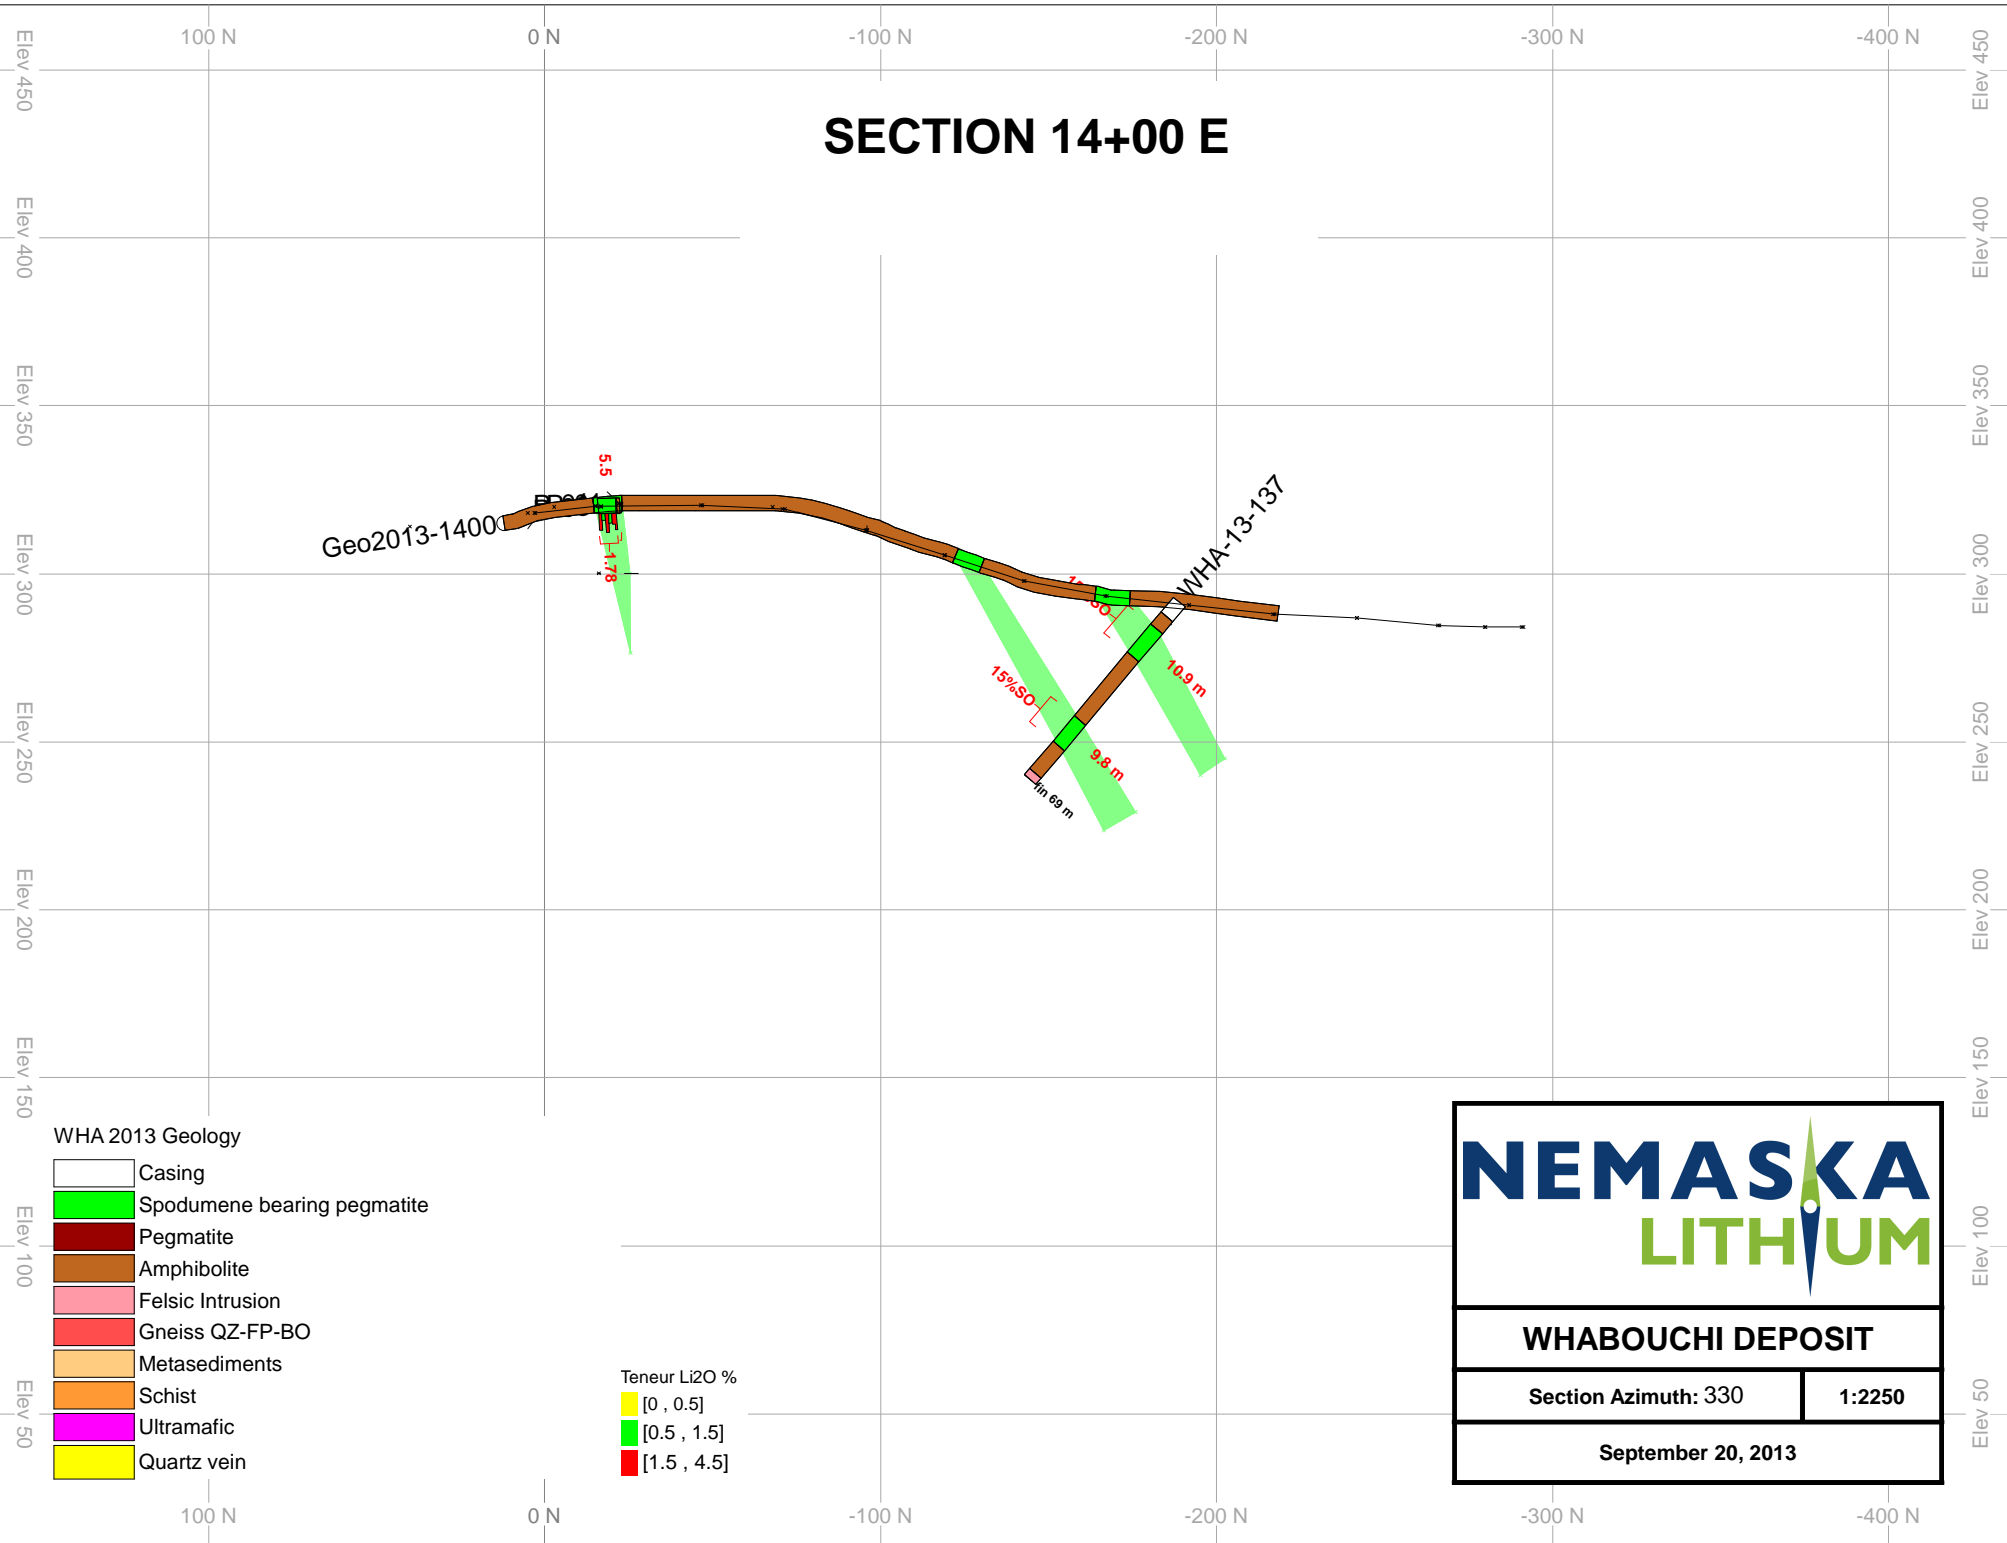 100 N
0 N
-100 N
-200 N
-300 N
-400 N
Elev 450
Elev 450
SECTION 14+00 E
Elev 400
Elev 400
Elev 350
Elev 350
5.5
WHA-13-137
Geo2013-1400
1.78
Elev 300
Elev 300
15%SO
10.9 m
Elev 250
Elev 250
9.8 m
fin 69 m
Elev 200
Elev 200
Elev 150
Elev 150
WHA 2013 Geology
Casing
Spodumene bearing pegmatite
Pegmatite
Amphibolite
Felsic Intrusion
Gneiss QZ-FP-BO
Metasediments
Schist
Ultramafic
Quartz vein
Elev 100
Elev 100
Elev 50
Elev 50
Teneur Li2O %
[0 , 0.5]
[0.5 , 1.5]
[1.5 , 4.5]
NEMASKA
LITHIUM
WHABOUCHI DEPOSIT
Section Azimuth: 330
1:2250
September 20, 2013
100 N
0 N
-100 N
-200 N
-300 N
-400 N